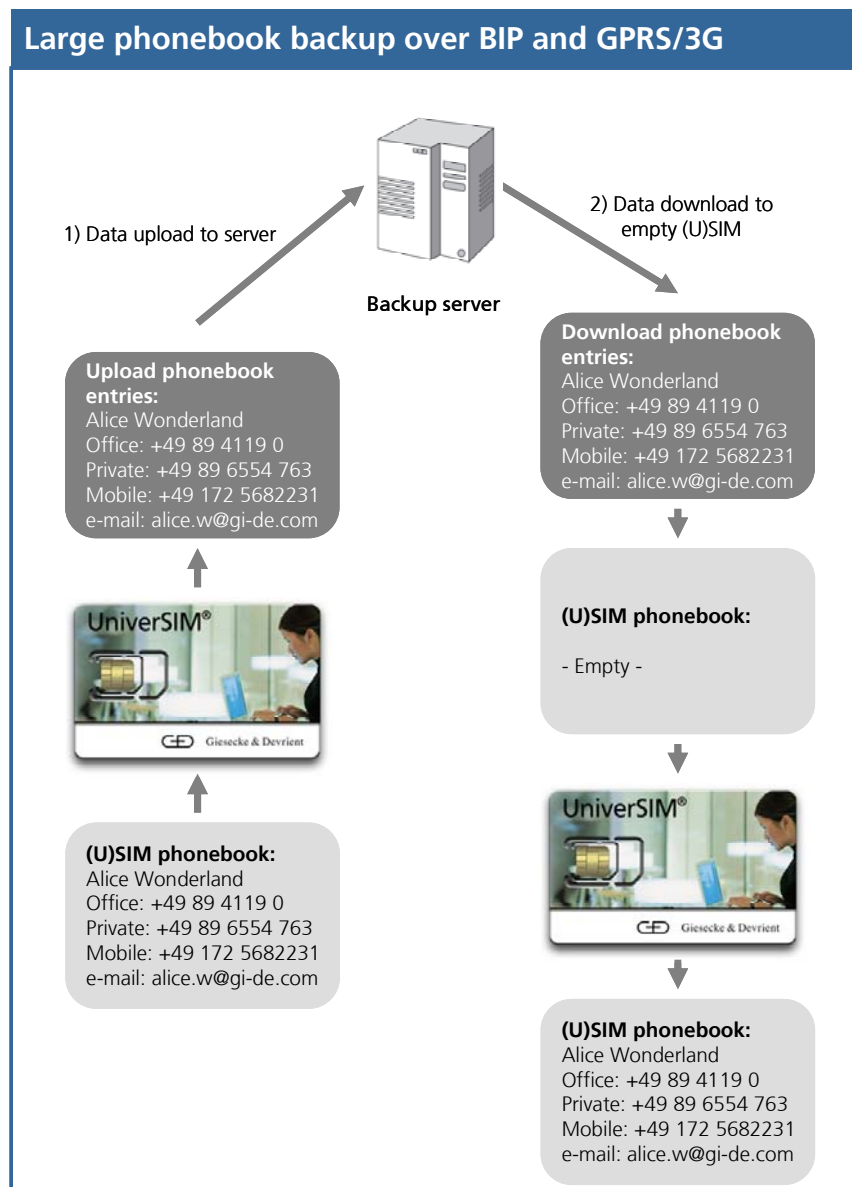 Large phonebook backup over BIP and GPRS/3G
1) Data upload to server
2) Data download to
empty (U)SIM
Backup server
Upload phonebook
entries:
Alice Wonderland
Office: +49 89 4119 0
Private: +49 89 6554 763
Mobile: +49 172 5682231
e-mail: alice.w@gi-de.com
UniverSIM®
Giesecke & Devrient
(U)SIM phonebook:
Alice Wonderland
Office: +49 89 4119 0
Private: +49 89 6554 763
Mobile: +49 172 5682231
e-mail: alice.w@gi-de.com
Download phonebook
entries:
Alice Wonderland
Office: +49 89 4119 0
Private: +49 89 6554 763
Mobile: +49 172 5682231
e-mail: alice.w@gi-de.com
(U)SIM phonebook:
- Empty -
UniverSIM®
Giesecke & Devrient
(U)SIM phonebook:
Alice Wonderland
Office: +49 89 4119 0
Private: +49 89 6554 763
Mobile: +49 172 5682231
e-mail: alice.w@gi-de.com